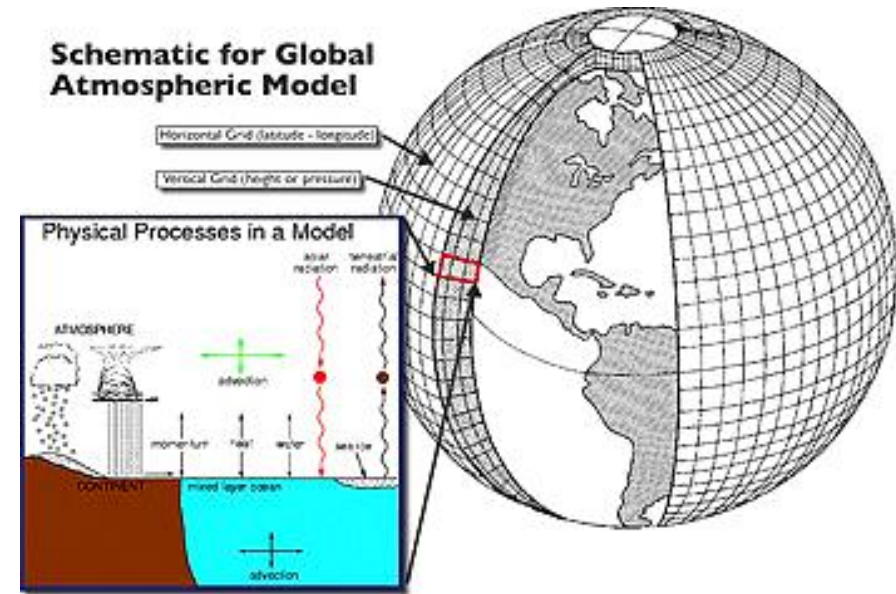 Schematic for Global
Atmospheric Model
Horizontal Grid (latitude - longitude)
Vertical Grid (height or pressure)
Physical Processes in a Model
solar
radiation
terrestrial
radiation
ATMOSPHERE
advection
momentum
heat
water
sea ice
CONTINENT
mixed layer ocean
advection